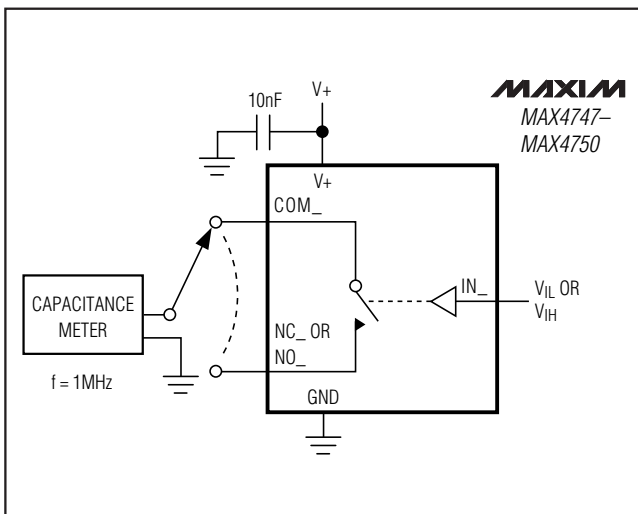 10nF
V+
MAXIM
MAX4747–
MAX4750
V+
COM_
IN_
VIL OR
VIH
CAPACITANCE
METER
NC_ OR
NO_
f = 1MHz
GND